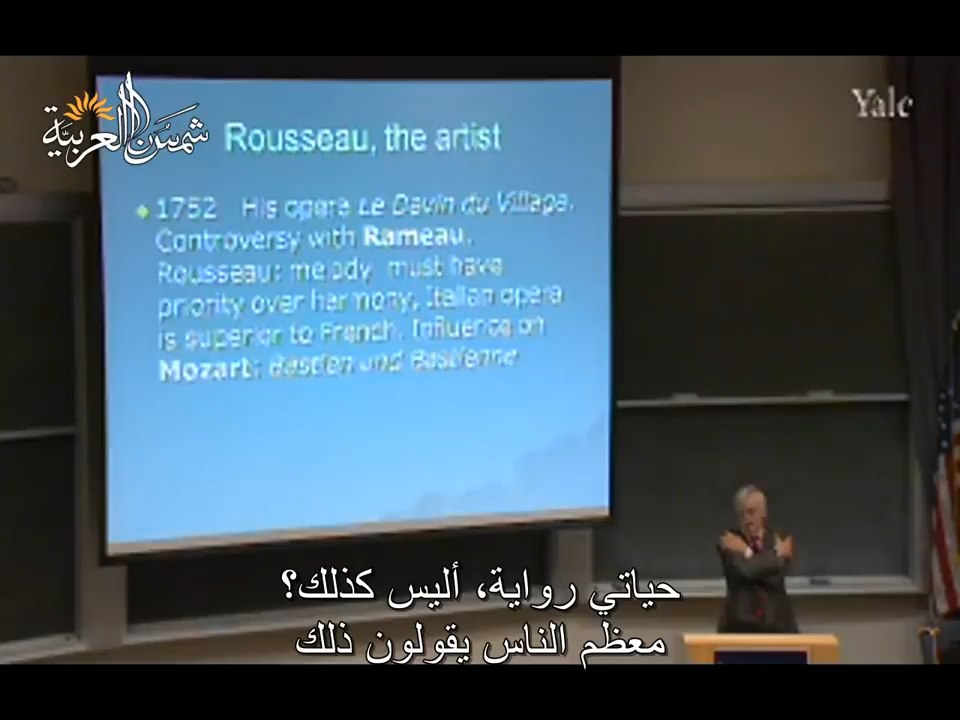 شمس العربية
Yale
Rousseau, the artist
1752 His opera Le Devin du Village.
Controversy with Rameau.
Rousseau: melody must have
priority over harmony, Italian opera
is superior to French. Influence on
Mozart: Bastien und Bastienne
حياتي رواية، أليس كذلك؟
معظم الناس يقولون ذلك